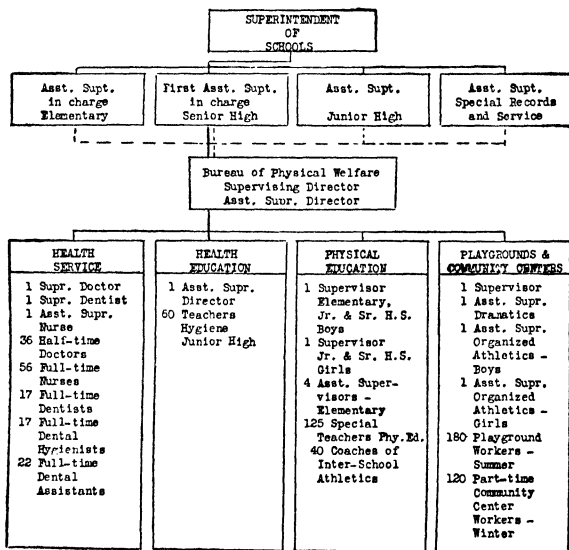 SUPERINTENDENT
OF
SCHOOLS
Asst. Supt.
in charge
Elementary
First Asst. Supt.
in charge
Senior High
Asst. Supt.
Junior High
Asst. Supt.
Special Records
and Service
Bureau of Physical Welfare
Supervising Director
Asst. Supr. Director
HEALTH
SERVICE
1 Supr. Doctor
1 Supr. Dentist
1 Asst. Supr.
Nurse
36 Half-time
Doctors
56 Full-time
Nurses
17 Full-time
Dentists
17 Full-time
Dental
Hygienists
22 Full-time
Dental
Assistants
HEALTH
EDUCATION
1 Asst. Supr.
Director
60 Teachers
Hygiene
Junior High
PHYSICAL
EDUCATION
1 Supervisor
Elementary,
Jr. & Sr. H.S.
Boys
1 Supervisor
Jr. & Sr. H.S.
Girls
4 Asst. Super-
visors -
Elementary
125 Special
Teachers Phy.Ed.
40 Coaches of
Inter-School
Athletics
PLAYGROUNDS &
COMMUNITY CENTERS
1 Supervisor
1 Asst. Supr.
Dramatics
1 Asst. Supr.
Organized
Athletics -
Boys
1 Asst. Supr.
Organized
Athletics -
Girls
180 Playground
Workers -
Summer
120 Part-time
Community
Center
Workers -
Winter